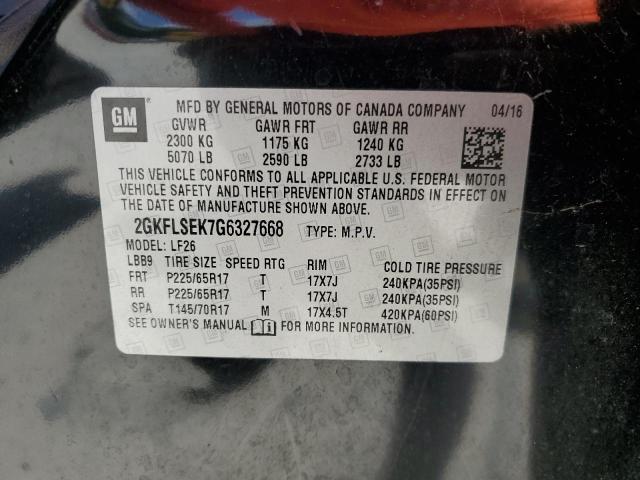 GM
MFD BY GENERAL MOTORS OF CANADA COMPANY 04/16
GVWR GAWR FRT GAWR RR
2300 KG 1175 KG 1240 KG
5070 LB 2590 LB 2733 LB
THIS VEHICLE CONFORMS TO ALL APPLICABLE U.S. FEDERAL MOTOR
VEHICLE SAFETY AND THEFT PREVENTION STANDARDS IN EFFECT ON
THE DATE OF MANUFACTURE SHOWN ABOVE.
2GKFLSEK7G6327668 TYPE: M.P.V.
MODEL: LF26
LBB9 TIRE SIZE SPEED RTG RIM COLD TIRE PRESSURE
FRT P225/65R17 T 17X7J 240KPA(35PSI)
RR P225/65R17 T 17X7J 240KPA(35PSI)
SPA T145/70R17 M 17X4.5T 420KPA(60PSI)
SEE OWNER'S MANUAL FOR MORE INFORMATION.